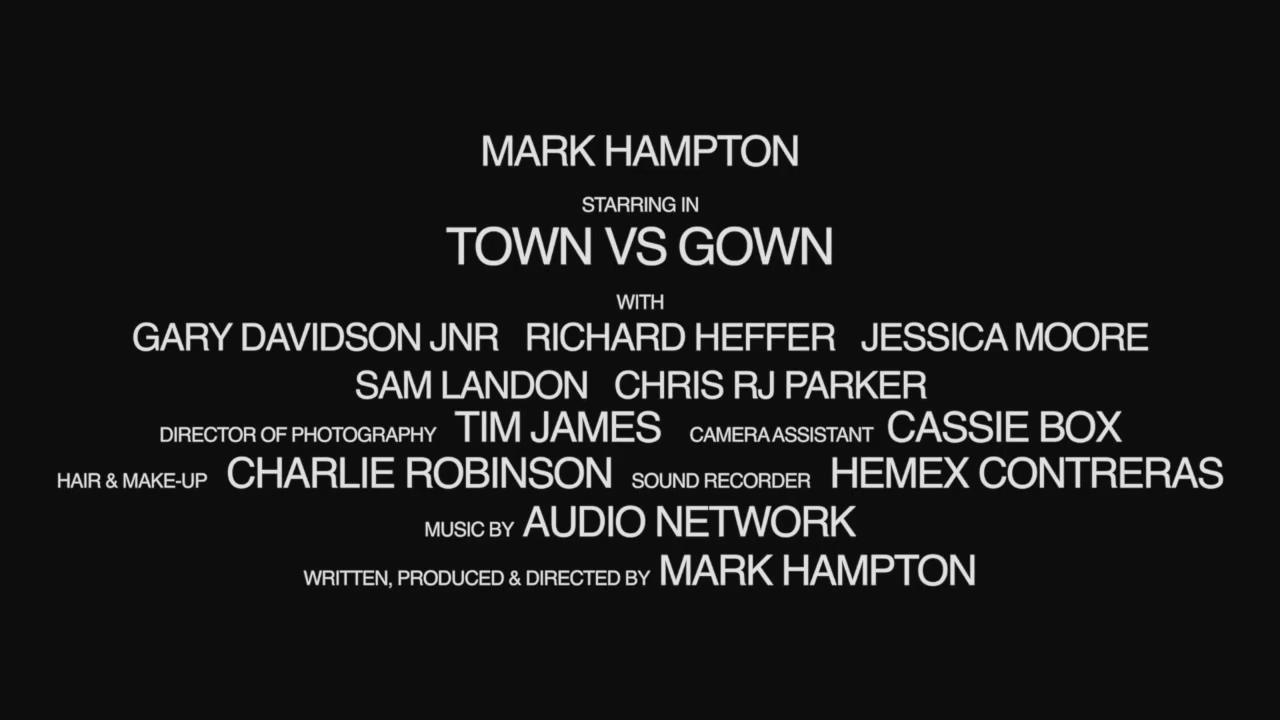 MARK HAMPTON
STARRING IN
TOWN VS GOWN
WITH
GARY DAVIDSON JNR RICHARD HEFFER JESSICA MOORE
SAM LANDON CHRIS RJ PARKER
DIRECTOR OF PHOTOGRAPHY TIM JAMES CAMERA ASSISTANT CASSIE BOX
HAIR & MAKE-UP CHARLIE ROBINSON SOUND RECORDER HEMEX CONTRERAS
MUSIC BY AUDIO NETWORK
WRITTEN, PRODUCED & DIRECTED BY MARK HAMPTON